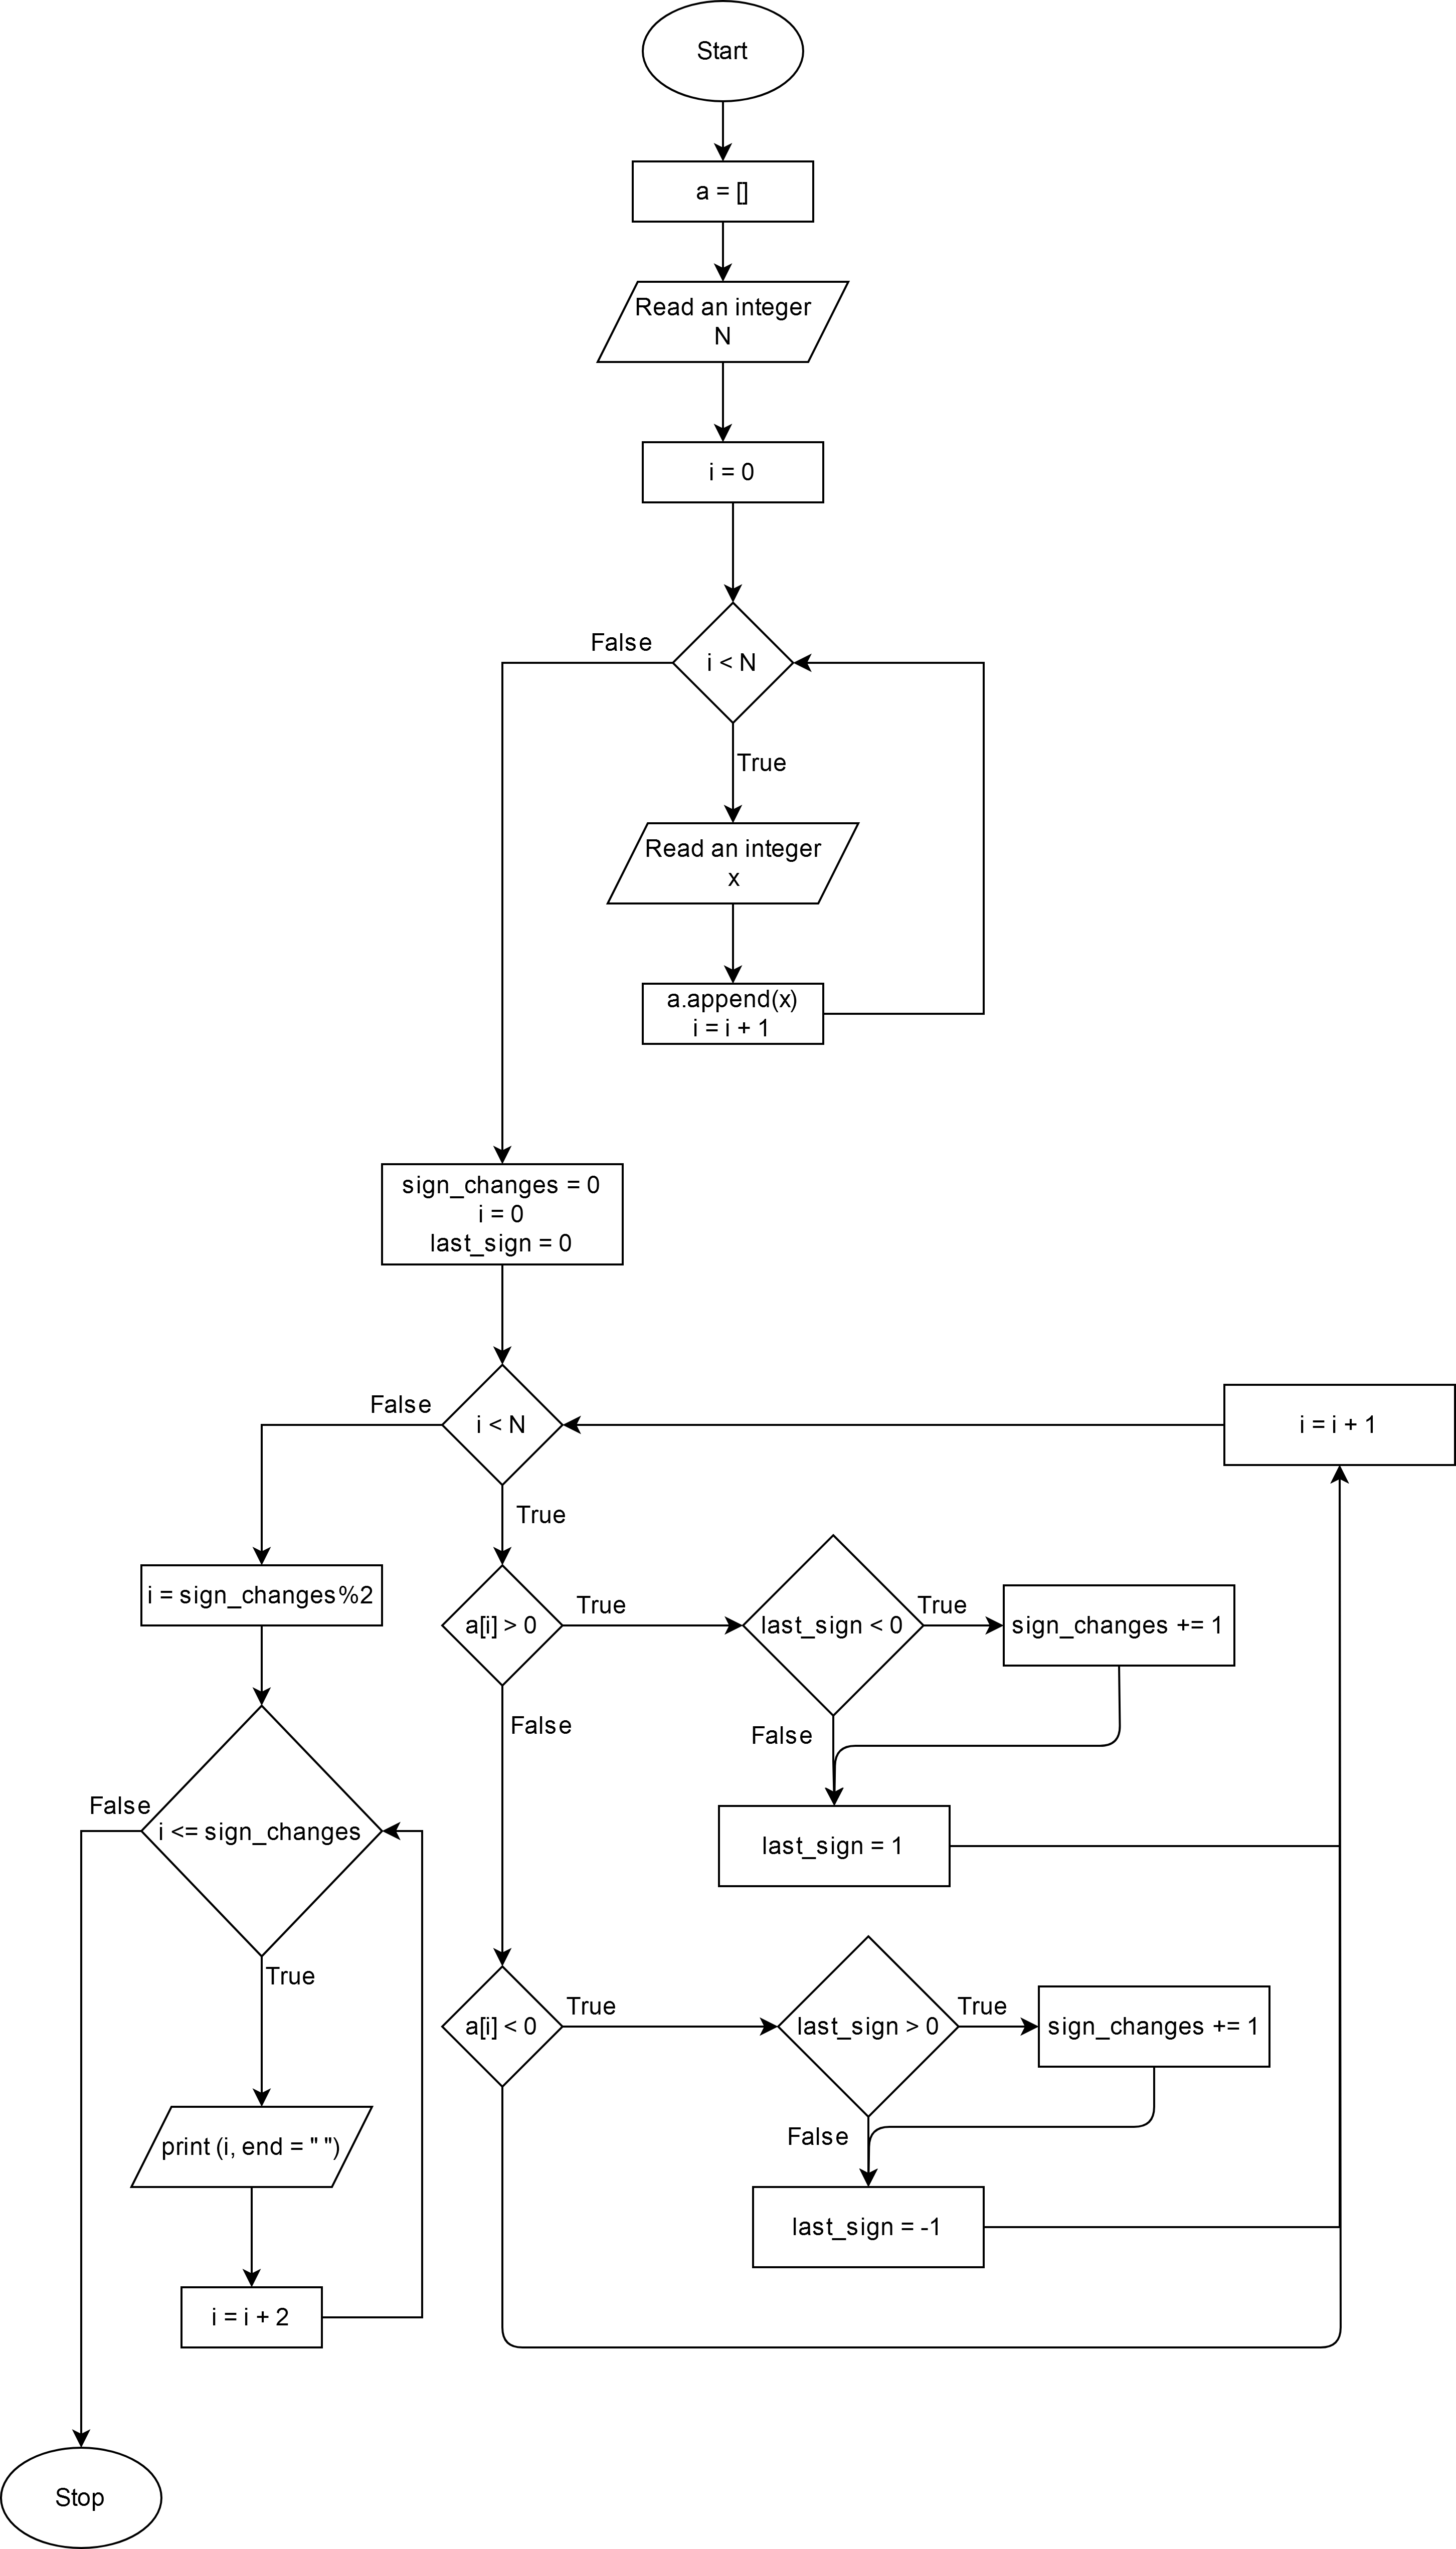 Start
a = []
Read an integer
N
i = 0
False
i < N
True
Read an integer
x
a.append(x)
i = i + 1
sign_changes = 0
i = 0
last_sign = 0
False
i < N
i = i + 1
True
i = sign_changes%2
a[i] > 0
True
last_sign < 0
True
sign_changes += 1
False
False
last_sign = 1
False
i <= sign_changes
True
a[i] < 0
True
last_sign > 0
True
sign_changes += 1
False
print (i, end = " ")
last_sign = -1
i = i + 2
Stop